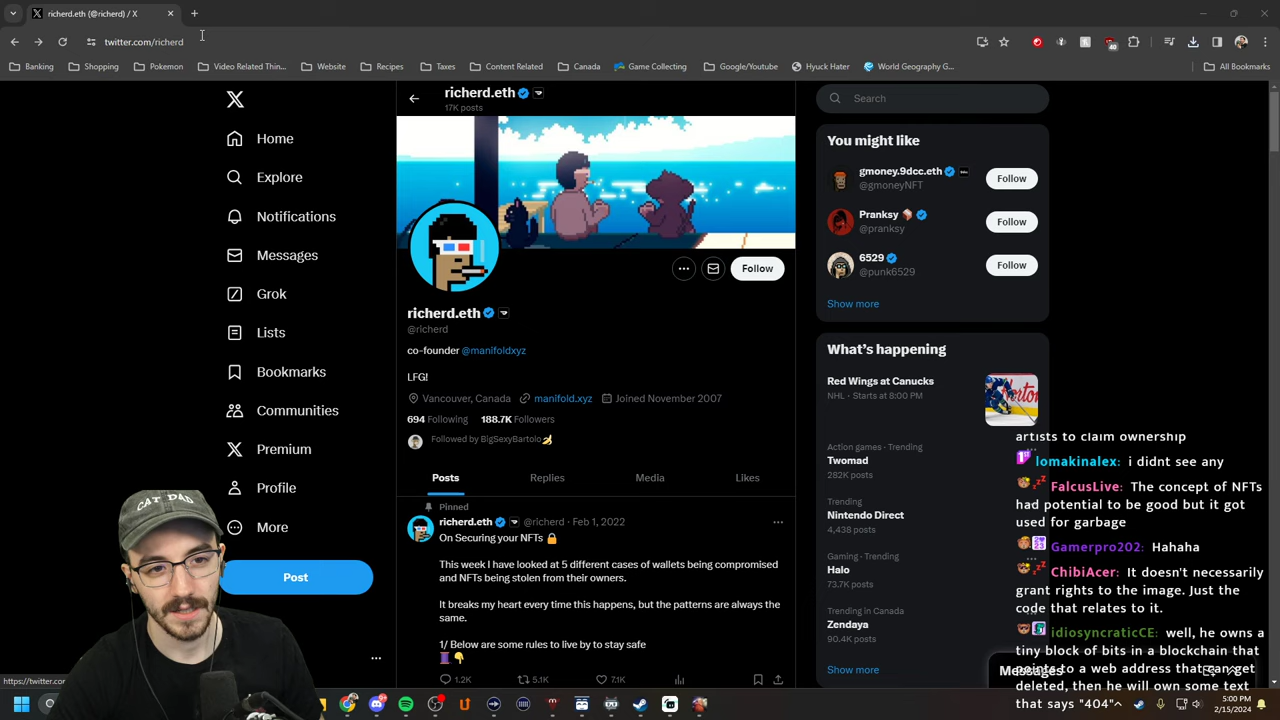 richerd.eth (@richerd) / X
twitter.com/richerd
40
Banking
Shopping
Pokemon
Video Related Thin...
Website
Recipes
Taxes
Content Related
Canada
Game Collecting
Google/Youtube
Hyuck Hater
World Geography G...
All Bookmarks
Home
Explore
Notifications
Messages
Grok
Lists
Bookmarks
Communities
Premium
Profile
More
Post
richerd.eth
17K posts
Follow
richerd.eth
@richerd
co-founder @manifoldxyz
LFG!
Vancouver, Canada manifold.xyz Joined November 2007
694 Following 188.7K Followers
Followed by BigSexyBartolo
Posts
Replies
Media
Likes
Pinned
richerd.eth @richerd · Feb 1, 2022
On Securing your NFTs
This week I have looked at 5 different cases of wallets being compromised
and NFTs being stolen from their owners.
It breaks my heart every time this happens, but the patterns are always the
same.
1/ Below are some rules to live by to stay safe
1.2K
5.1K
7.1K
Search
You might like
gmoney.9dcc.eth
@gmoneyNFT
Follow
Pranksy
@pranksy
Follow
6529
@punk6529
Follow
Show more
What's happening
Red Wings at Canucks
NHL · Starts at 8:00 PM
Action games · Trending
Twomad
282K posts
Trending
Nintendo Direct
4,438 posts
Gaming · Trending
Halo
73.7K posts
Trending in Canada
Zendaya
90.4K posts
Show more
Messages
artists to claim ownership
lomakinalex: i didnt see any
FalcusLive: The concept of NFTs
had potential to be good but it got
used for garbage
Gamerpro202: Hahaha
ChibiAcer: It doesn't necessarily
grant rights to the image. Just the
code that relates to it.
idiosyncraticCE: well, he owns a
tiny block of bits in a blockchain that
points to a web address that can get
deleted, then he will own some text
that says "404"
CAT DAD
https://twitter.com
5:00 PM
2/15/2024